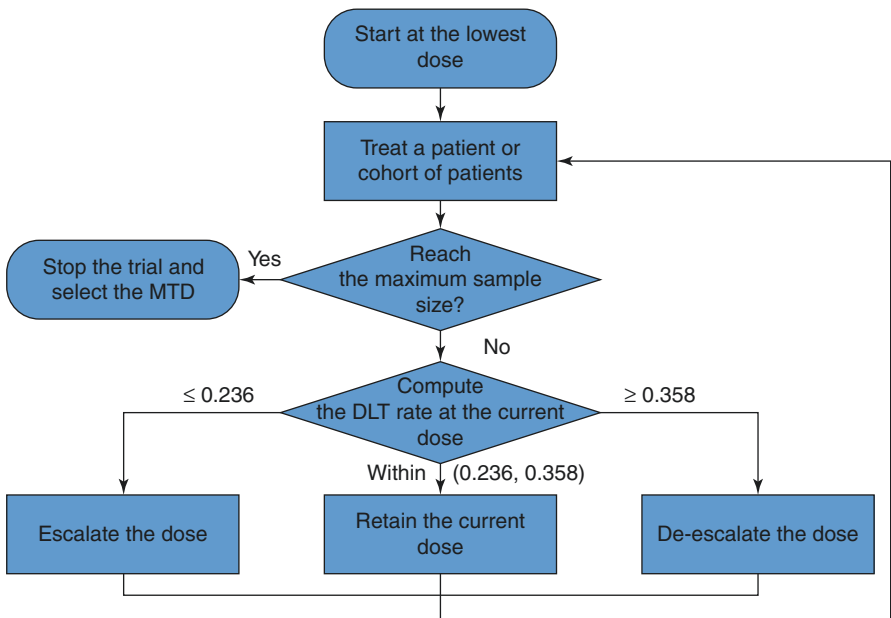 Start at the lowest
dose
Treat a patient or
cohort of patients
Yes
Stop the trial and
select the MTD
Reach
the maximum sample
size?
No
≤ 0.236
Compute
the DLT rate at the current
dose
≥ 0.358
Within (0.236, 0.358)
Escalate the dose
Retain the current
dose
De-escalate the dose